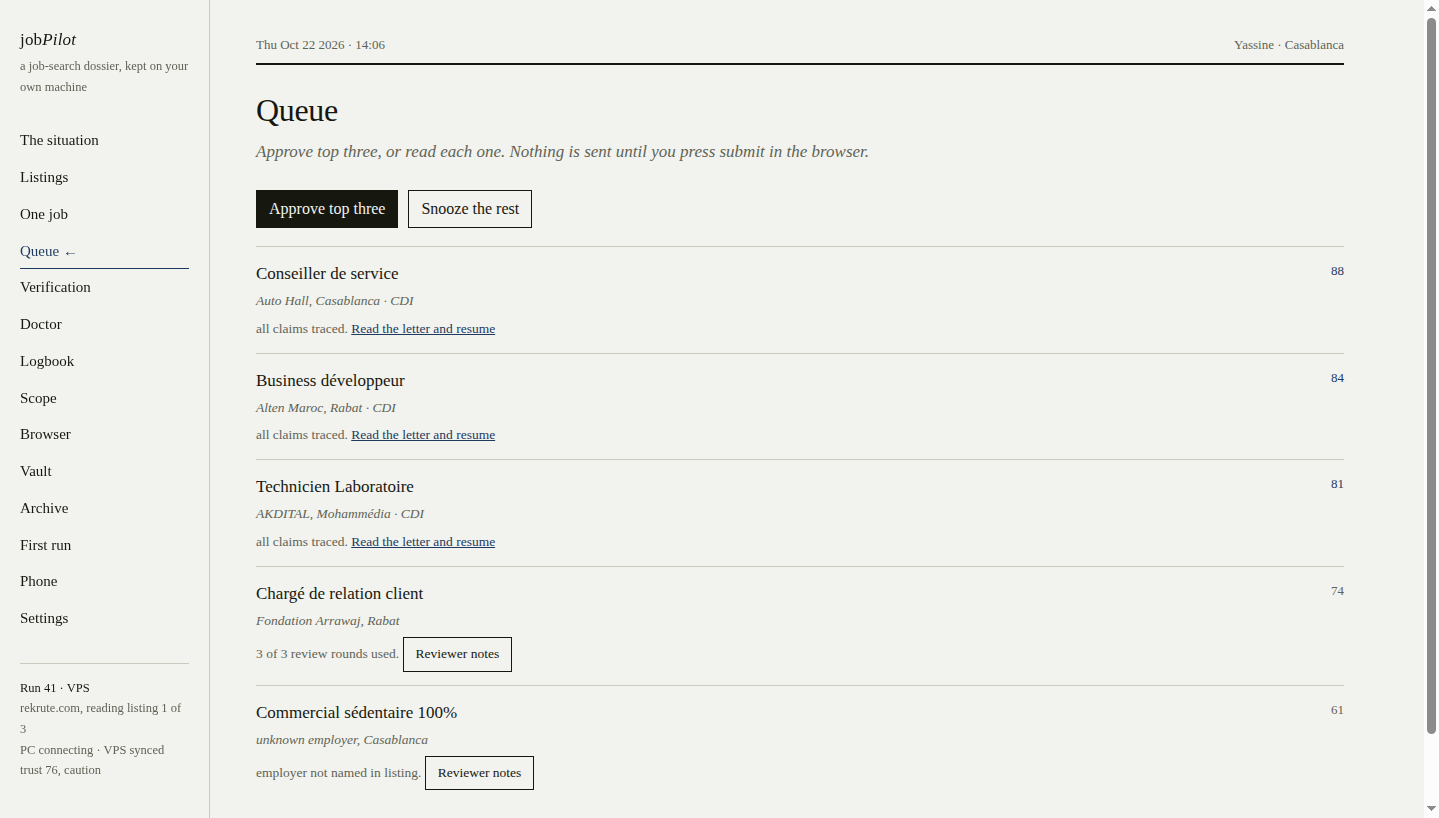 jobPilot
a job-search dossier, kept on your
own machine
The situation
Listings
One job
Queue ←
Verification
Doctor
Logbook
Scope
Browser
Vault
Archive
First run
Phone
Settings
Run 41 · VPS
rekrute.com, reading listing 1 of
3
PC connecting · VPS synced
trust 76, caution
Thu Oct 22 2026 · 14:06
Yassine · Casablanca
Queue
Approve top three, or read each one. Nothing is sent until you press submit in the browser.
Approve top three
Snooze the rest
Conseiller de service
88
Auto Hall, Casablanca · CDI
all claims traced. Read the letter and resume
Business développeur
84
Alten Maroc, Rabat · CDI
all claims traced. Read the letter and resume
Technicien Laboratoire
81
AKDITAL, Mohammédia · CDI
all claims traced. Read the letter and resume
Chargé de relation client
74
Fondation Arrawaj, Rabat
3 of 3 review rounds used. Reviewer notes
Commercial sédentaire 100%
61
unknown employer, Casablanca
employer not named in listing. Reviewer notes